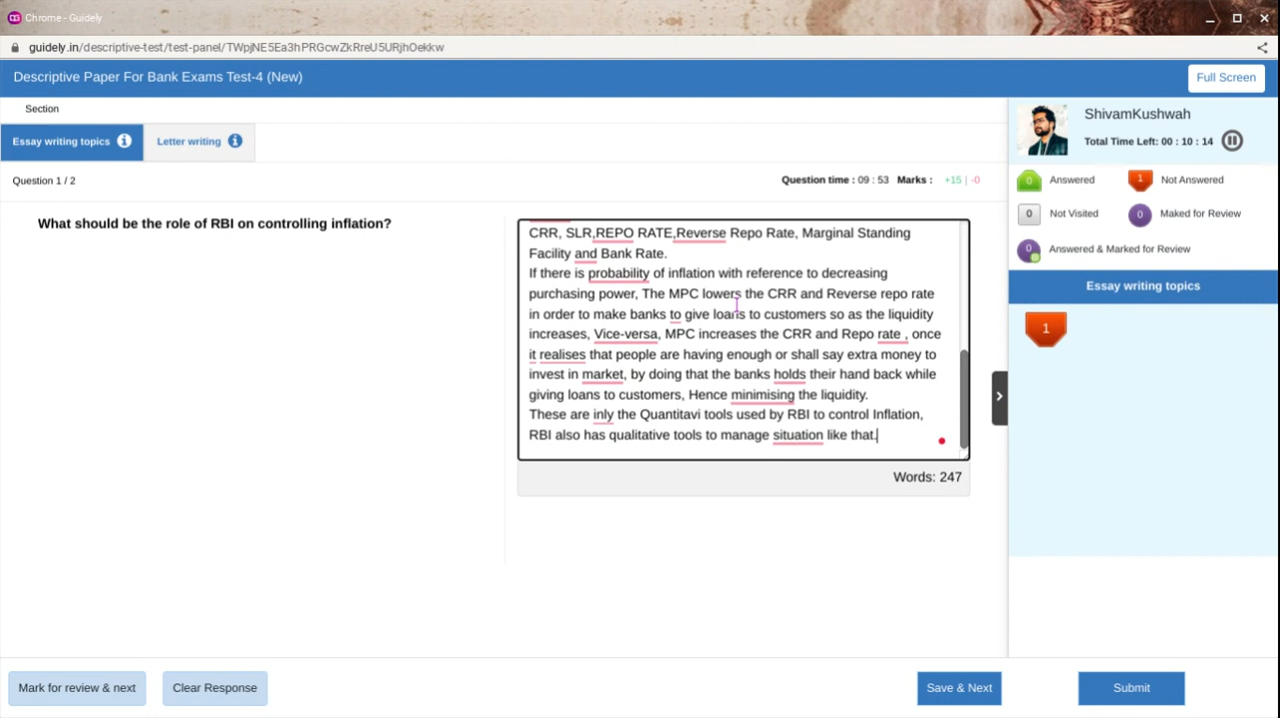 Chrome - Guidely
guidely.in/descriptive-test/test-panel/TWpjNE5Ea3hPRGcwZkRreU5URjhOekkw
Descriptive Paper For Bank Exams Test-4 (New)
Full Screen
Section
Essay writing topics
Letter writing
Question 1 / 2
Question time : 09 : 53 Marks : +15 | -0
What should be the role of RBI on controlling inflation?
CRR, SLR,REPO RATE,Reverse Repo Rate, Marginal Standing
Facility and Bank Rate.
If there is probability of inflation with reference to decreasing
purchasing power, The MPC lowers the CRR and Reverse repo rate
in order to make banks to give loans to customers so as the liquidity
increases, Vice-versa, MPC increases the CRR and Repo rate , once
it realises that people are having enough or shall say extra money to
invest in market, by doing that the banks holds their hand back while
giving loans to customers, Hence minimising the liquidity.
These are inly the Quantitavi tools used by RBI to control Inflation,
RBI also has qualitative tools to manage situation like that.
Words: 247
ShivamKushwah
Total Time Left: 00 : 10 : 14
0 Answered
1 Not Answered
0 Not Visited
0 Maked for Review
0 Answered & Marked for Review
Essay writing topics
1
Mark for review & next
Clear Response
Save & Next
Submit